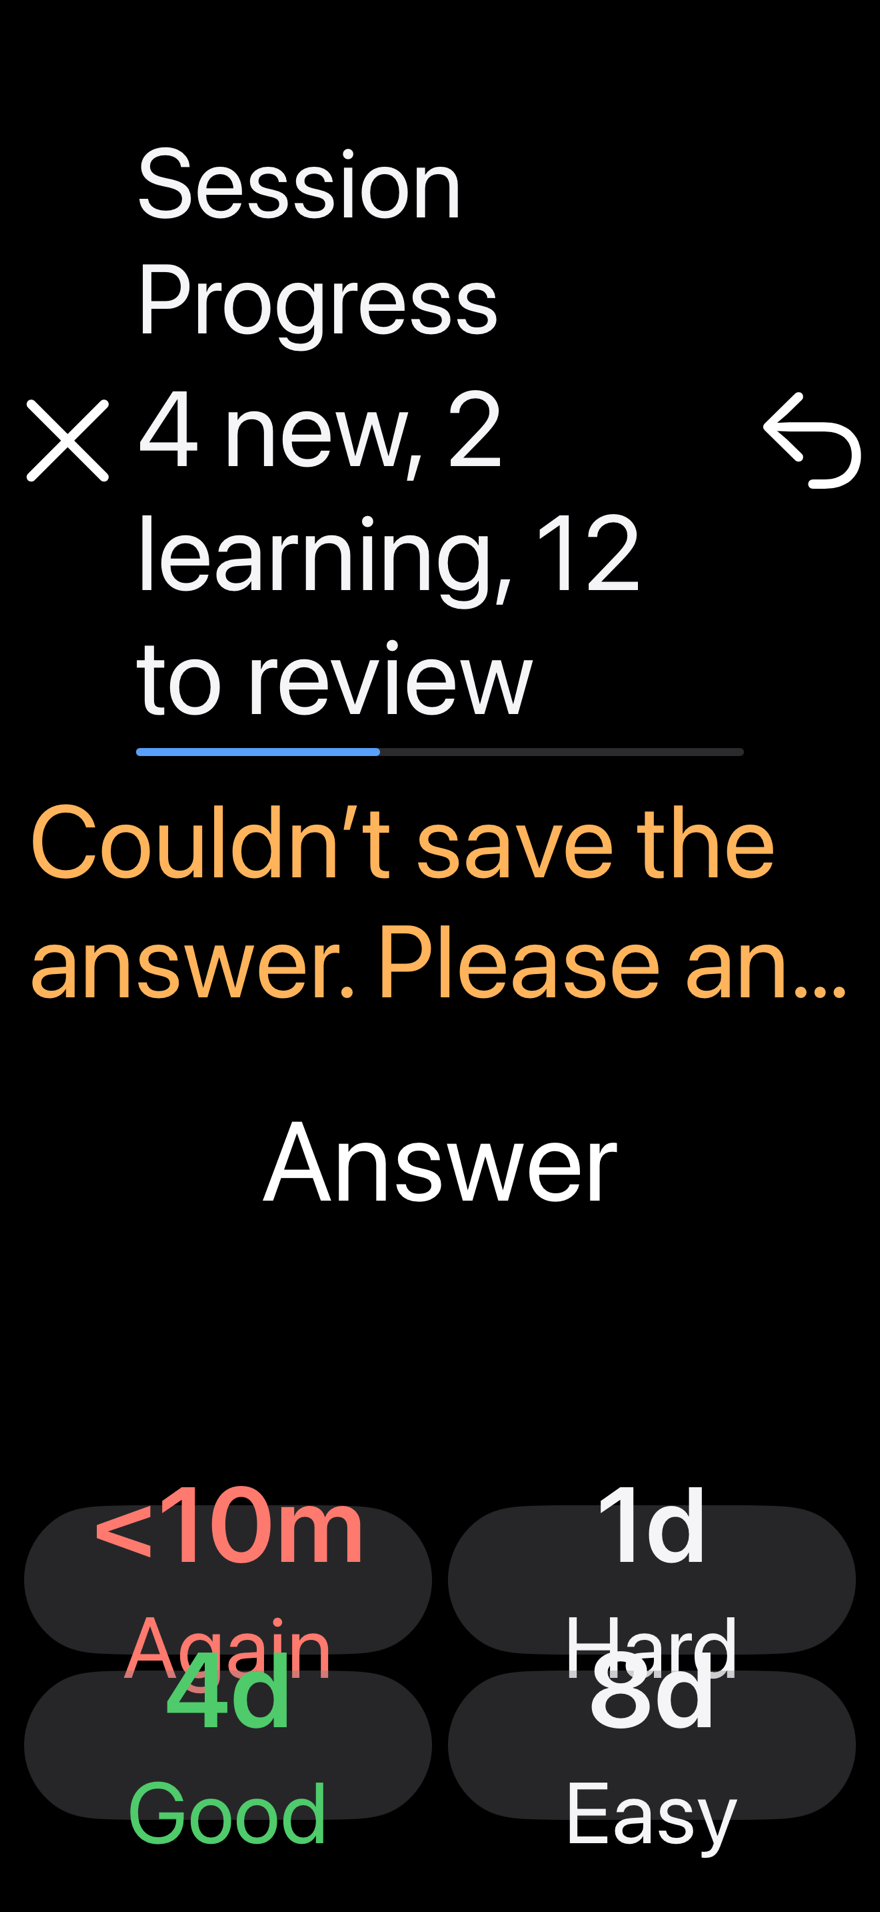 Session
Progress
4 new, 2
learning, 12
to review
Couldn’t save the
answer. Please an…
Answer
<10m
Again
1d
Hard
4d
Good
8d
Easy